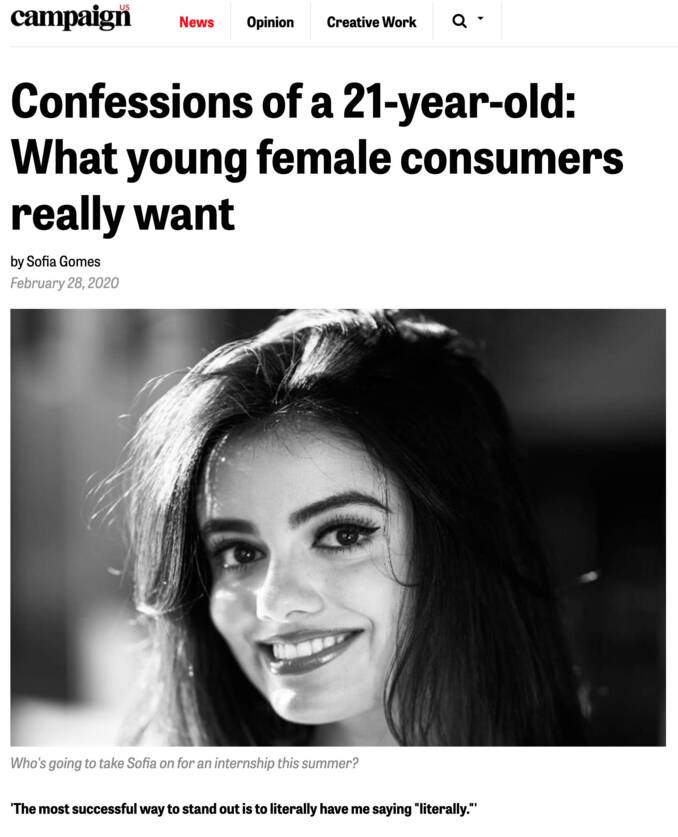 campaign US
News Opinion Creative Work
Confessions of a 21-year-old:
What young female consumers
really want
by Sofia Gomes
February 28, 2020
Who's going to take Sofia on for an internship this summer?
'The most successful way to stand out is to literally have me saying "literally."'